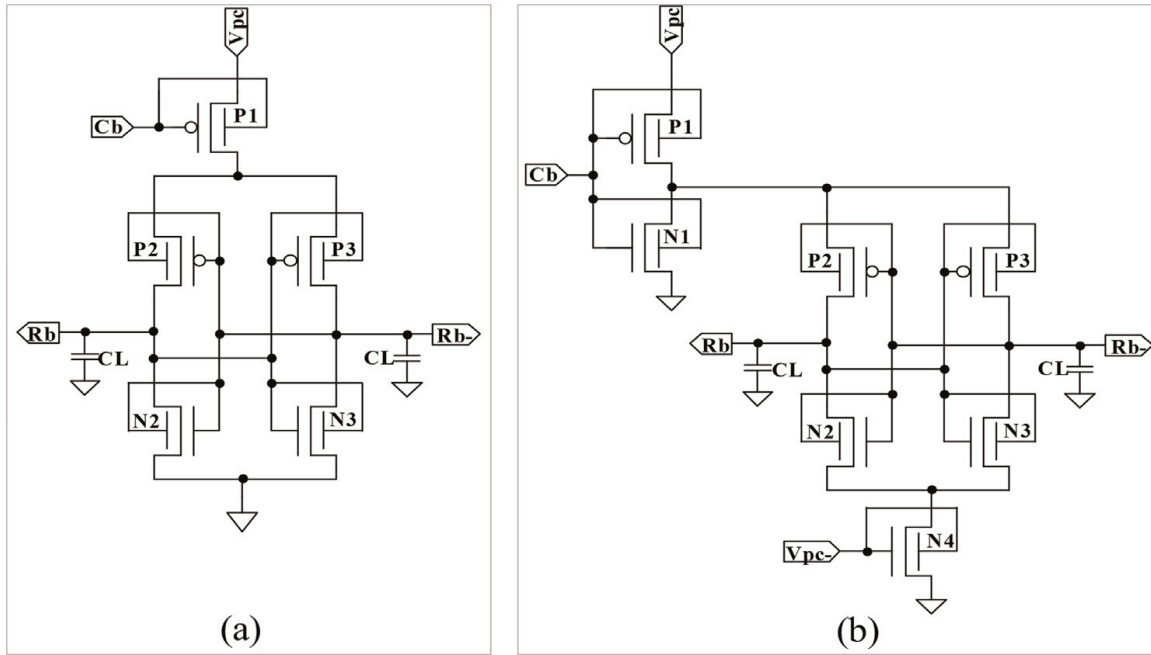 Vpc
P1
Cb
P2
P3
Rb
Rb-
CL
CL
N2
N3
(a)
Vpc
P1
Cb
N1
P2
P3
Rb
Rb-
CL
CL
N2
N3
N4
Vpc-
(b)